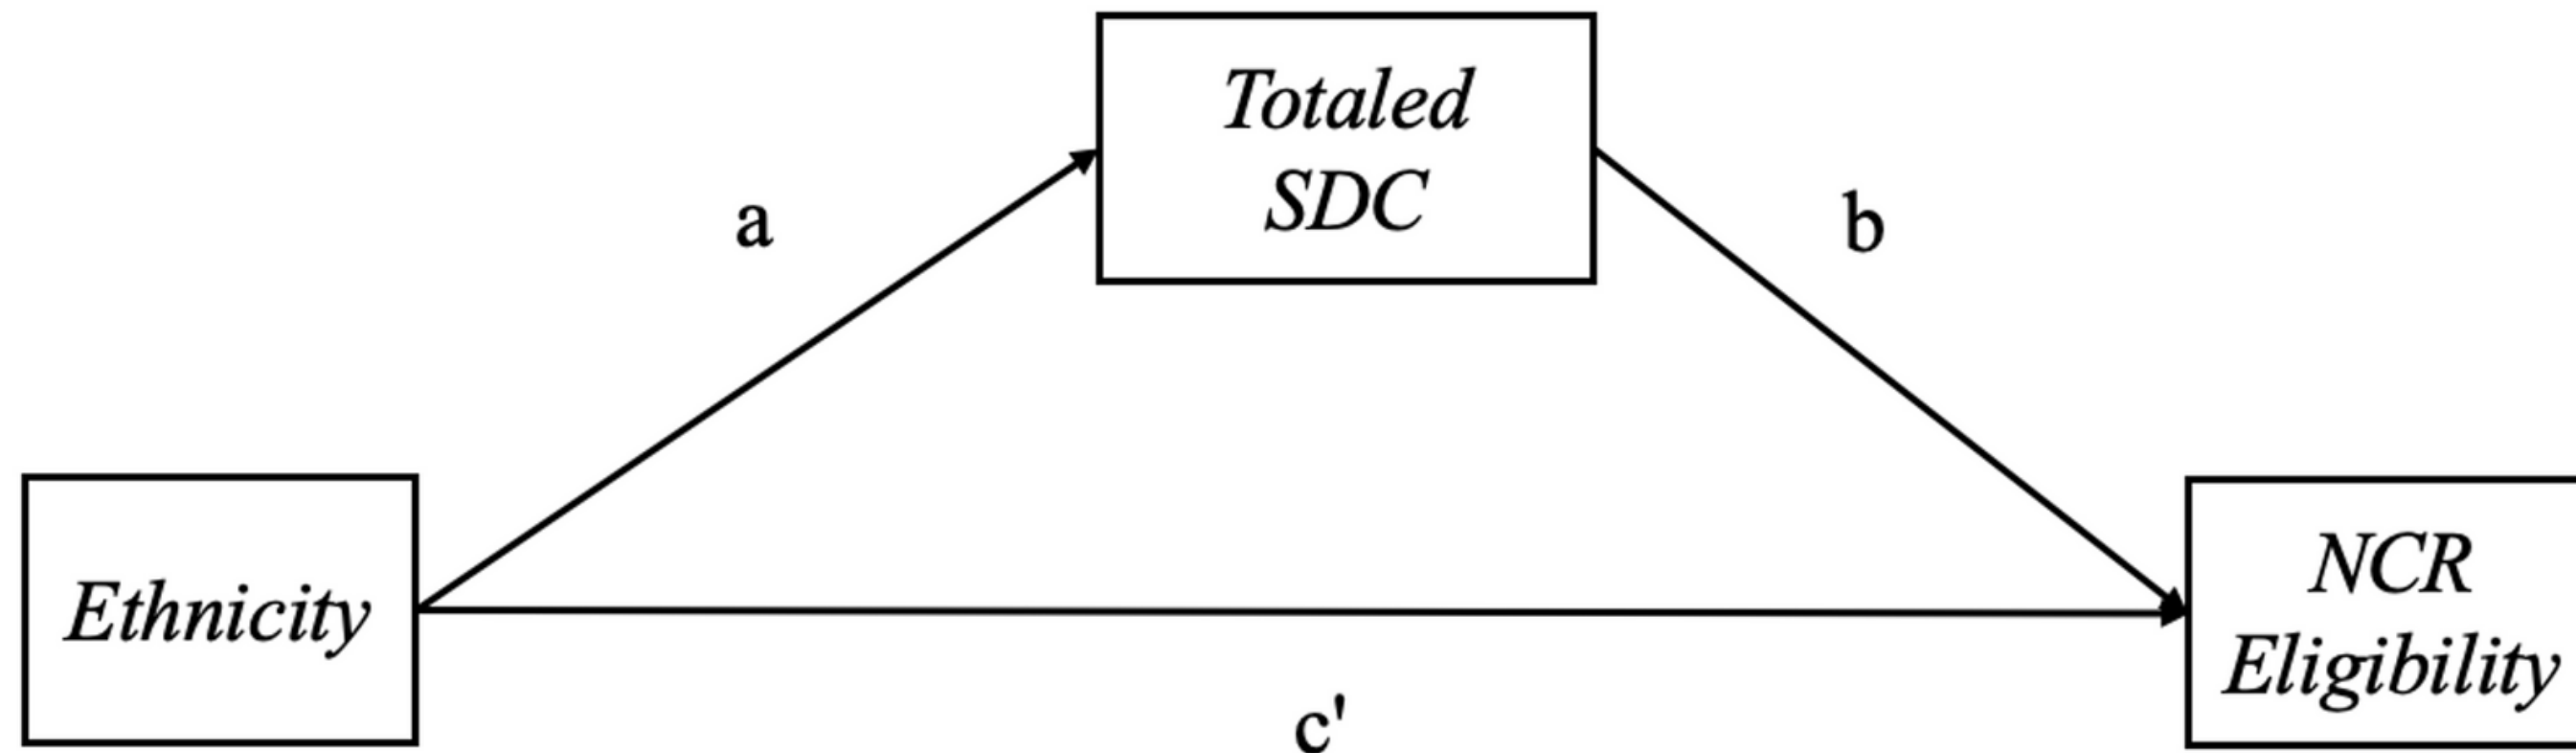 Totaled
SDC
a
b
Ethnicity
NCR
Eligibility
c'